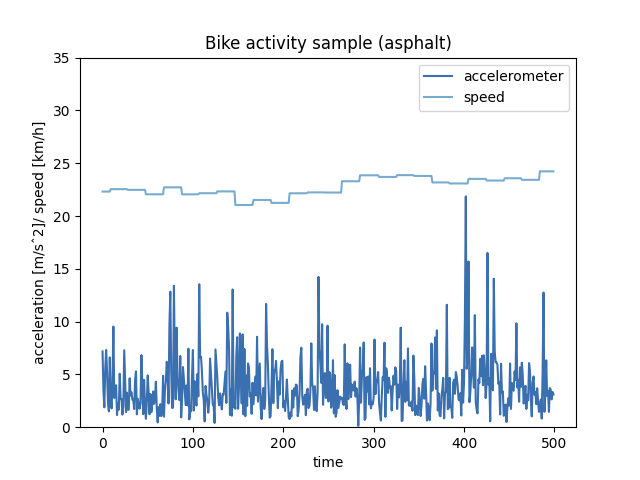 Bike activity sample (asphalt)
accelerometer
speed
35
30
25
20
15
10
5
0
acceleration [m/s^2]/ speed [km/h]
0 100 200 300 400 500
time